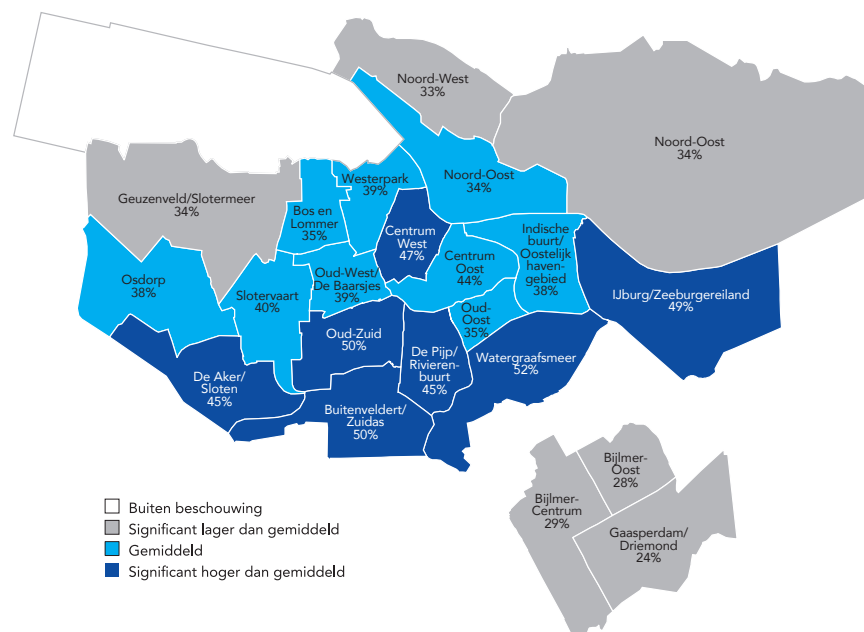 Noord-West
33%
Noord-Oost
34%
Westerpark
39%
Noord-Oost
34%
Geuzenveld/Slotermeer
34%
Bos en
Lommer
35%
Centrum
West
47%
Indische
buurt/
Oostelijk
haven-
gebied
38%
Centrum
Oost
44%
Osdorp
38%
Slotervaart
40%
Oud-West/
De Baarsjes
39%
IJburg/Zeeburgereiland
49%
Oud-
Oost
35%
Oud-Zuid
50%
De Pijp/
Rivieren-
buurt
45%
Watergraafsmeer
52%
De Aker/
Sloten
45%
Buitenveldert/
Zuidas
50%
Bijlmer-
Oost
28%
Bijlmer-
Centrum
29%
Gaasperdam/
Driemond
24%
Buiten beschouwing
Significant lager dan gemiddeld
Gemiddeld
Significant hoger dan gemiddeld